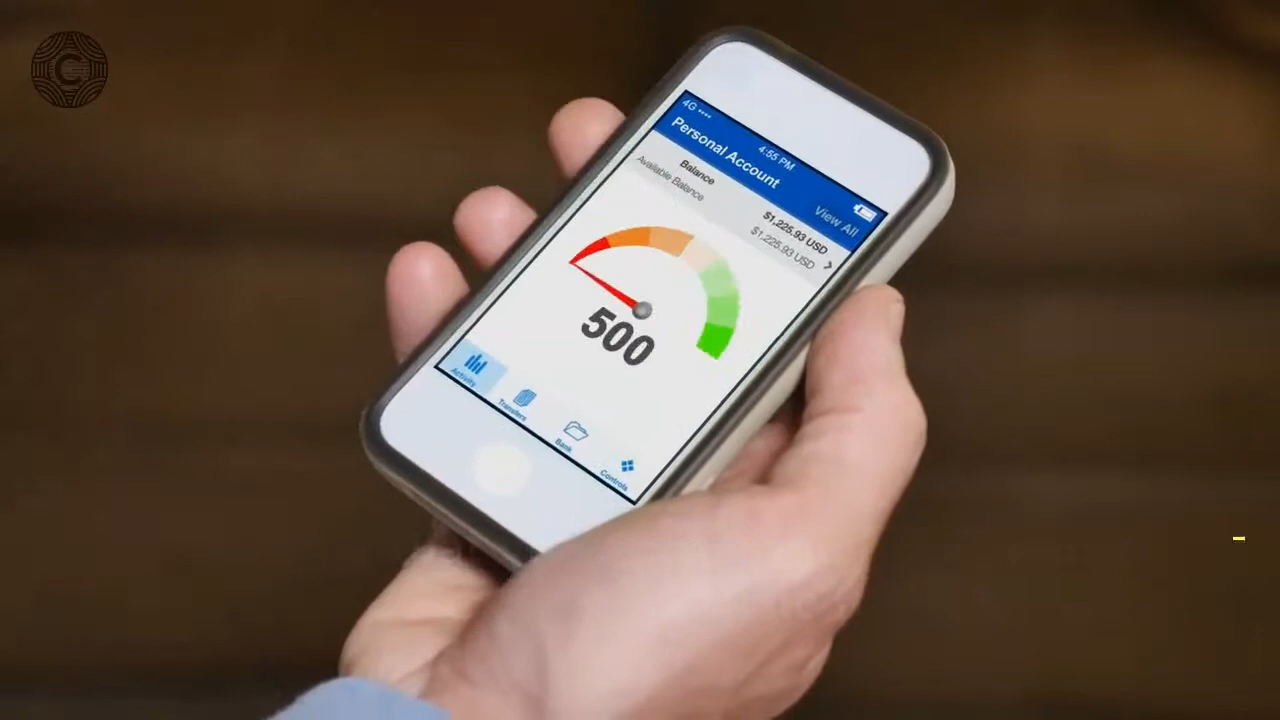 C
4G
4:55 PM
Personal Account
View All
Balance
$1,225.93 USD
Available Balance
$1,225.93 USD
500
Activity
Transfers
Bank
Controls